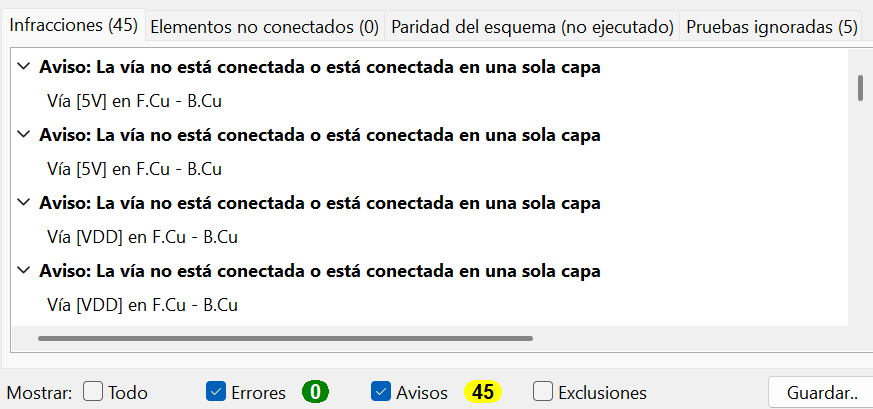 Infracciones (45) Elementos no conectados (0) Paridad del esquema (no ejecutado) Pruebas ignoradas (5)
Aviso: La vía no está conectada o está conectada en una sola capa
Vía [5V] en F.Cu - B.Cu
Aviso: La vía no está conectada o está conectada en una sola capa
Vía [5V] en F.Cu - B.Cu
Aviso: La vía no está conectada o está conectada en una sola capa
Vía [VDD] en F.Cu - B.Cu
Aviso: La vía no está conectada o está conectada en una sola capa
Vía [VDD] en F.Cu - B.Cu
Mostrar: Todo Errores 0 Avisos 45 Exclusiones Guardar..